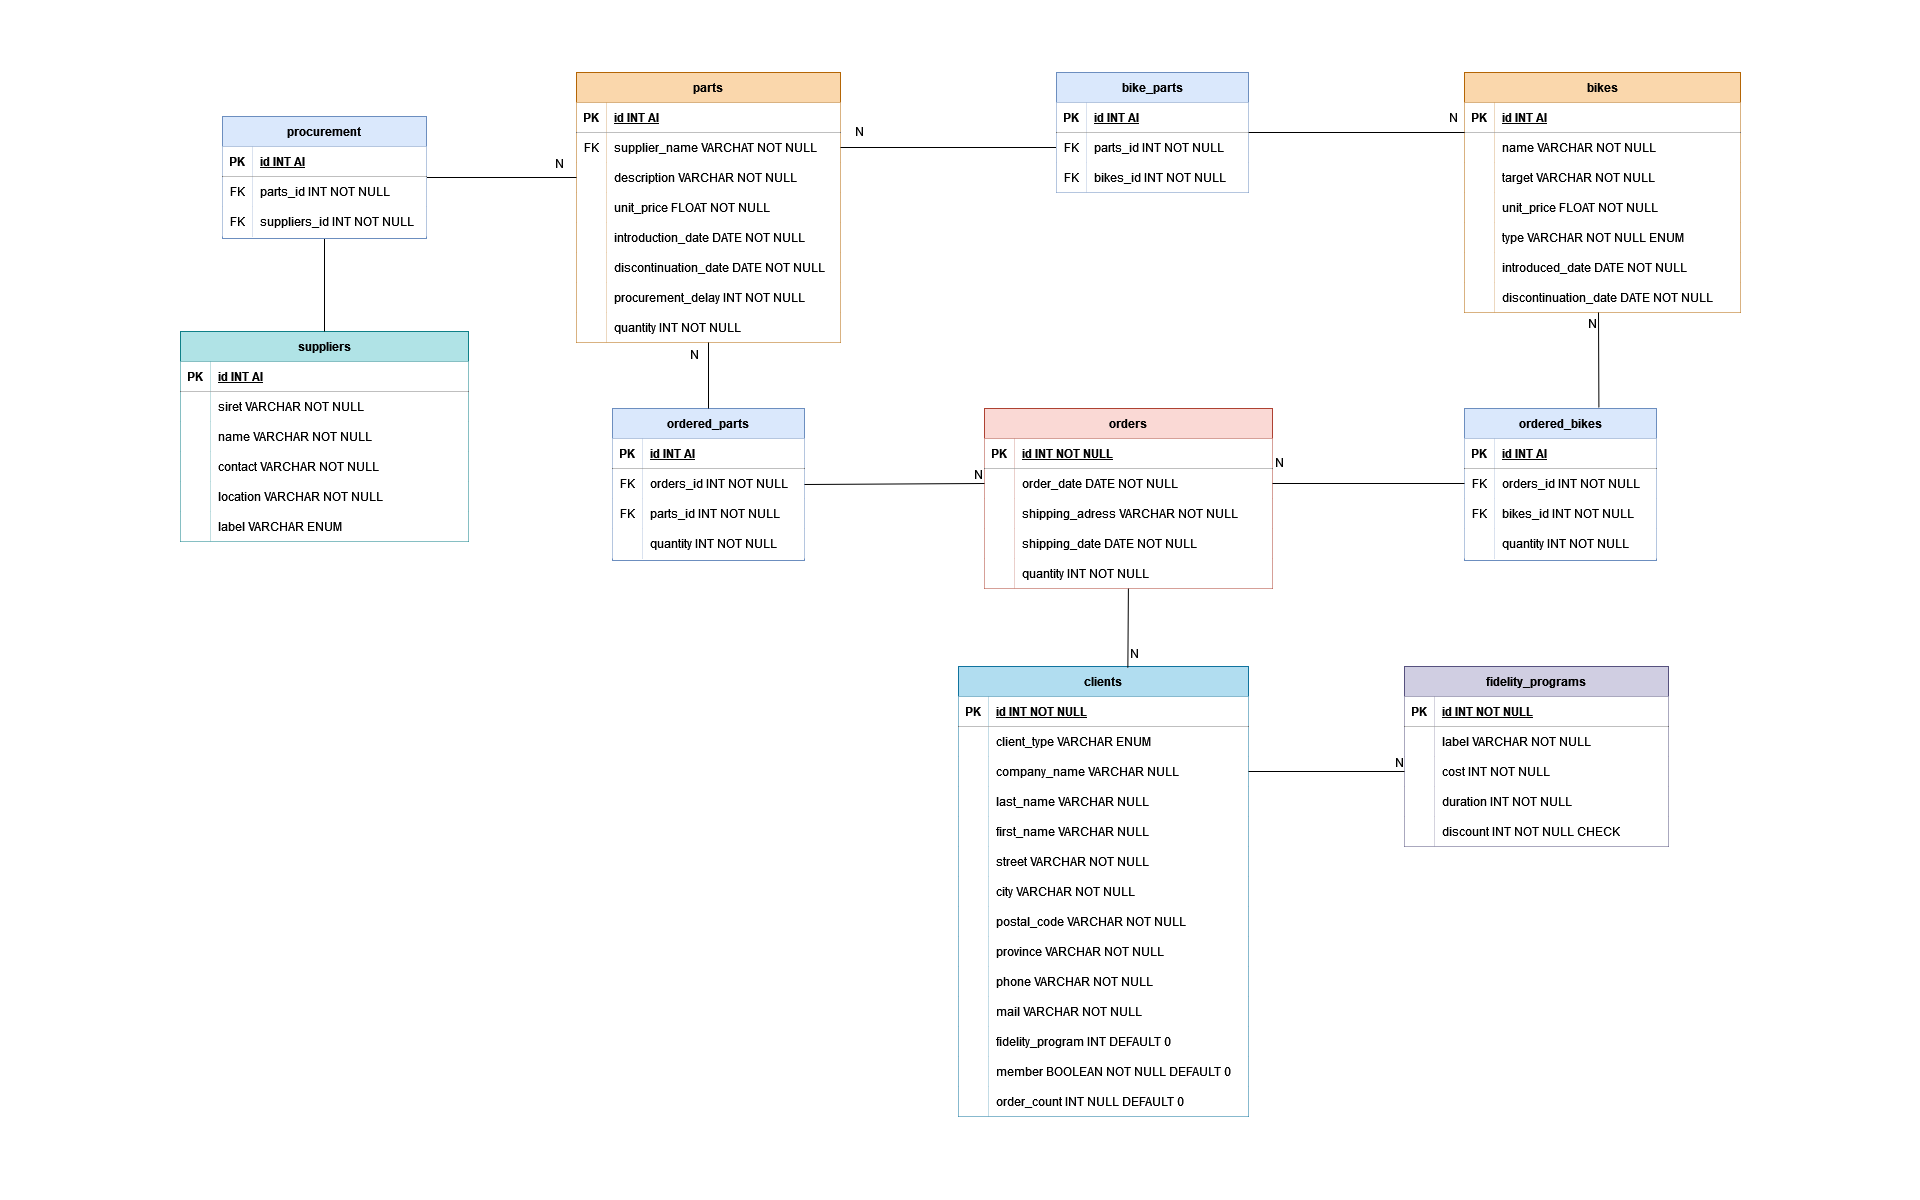 procurement
PK id INT AI
FK parts_id INT NOT NULL
FK suppliers_id INT NOT NULL
N
parts
PK id INT AI
FK supplier_name VARCHAT NOT NULL
description VARCHAR NOT NULL
unit_price FLOAT NOT NULL
introduction_date DATE NOT NULL
discontinuation_date DATE NOT NULL
procurement_delay INT NOT NULL
quantity INT NOT NULL
N
N
bike_parts
PK id INT AI
FK parts_id INT NOT NULL
FK bikes_id INT NOT NULL
N
bikes
PK id INT AI
name VARCHAR NOT NULL
target VARCHAR NOT NULL
unit_price FLOAT NOT NULL
type VARCHAR NOT NULL ENUM
introduced_date DATE NOT NULL
discontinuation_date DATE NOT NULL
N
suppliers
PK id INT AI
siret VARCHAR NOT NULL
name VARCHAR NOT NULL
contact VARCHAR NOT NULL
location VARCHAR NOT NULL
label VARCHAR ENUM
ordered_parts
PK id INT AI
FK orders_id INT NOT NULL
FK parts_id INT NOT NULL
quantity INT NOT NULL
N
orders
PK id INT NOT NULL
order_date DATE NOT NULL
shipping_adress VARCHAR NOT NULL
shipping_date DATE NOT NULL
quantity INT NOT NULL
N
ordered_bikes
PK id INT AI
FK orders_id INT NOT NULL
FK bikes_id INT NOT NULL
quantity INT NOT NULL
N
clients
PK id INT NOT NULL
client_type VARCHAR ENUM
company_name VARCHAR NULL
last_name VARCHAR NULL
first_name VARCHAR NULL
street VARCHAR NOT NULL
city VARCHAR NOT NULL
postal_code VARCHAR NOT NULL
province VARCHAR NOT NULL
phone VARCHAR NOT NULL
mail VARCHAR NOT NULL
fidelity_program INT DEFAULT 0
member BOOLEAN NOT NULL DEFAULT 0
order_count INT NULL DEFAULT 0
N
fidelity_programs
PK id INT NOT NULL
label VARCHAR NOT NULL
cost INT NOT NULL
duration INT NOT NULL
discount INT NOT NULL CHECK